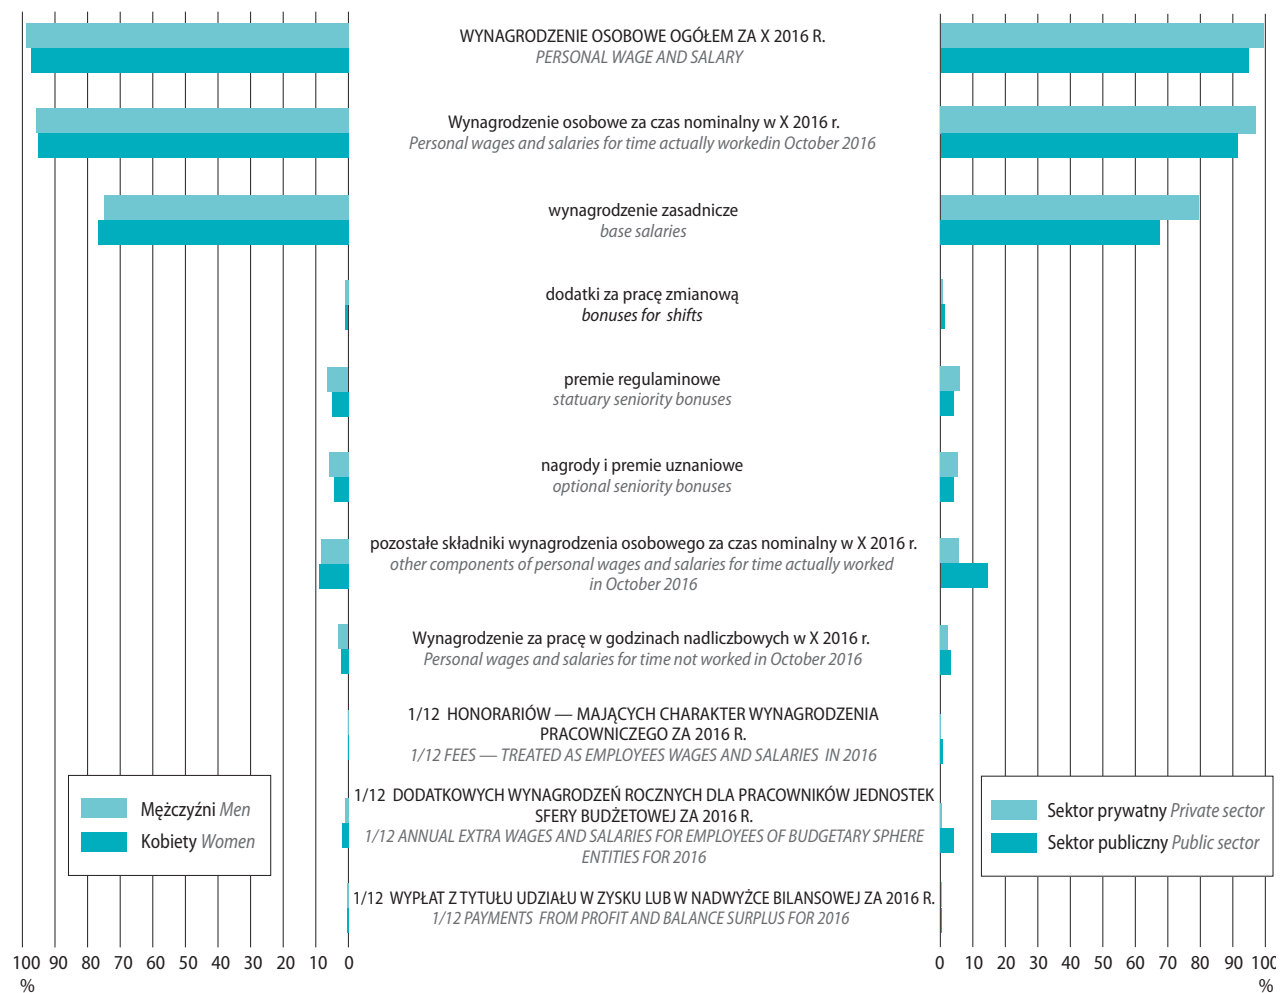 WYNAGRODZENIE OSOBOWE OGÓŁEM ZA X 2016 R.
PERSONAL WAGE AND SALARY
Wynagrodzenie osobowe za czas nominalny w X 2016 r.
Personal wages and salaries for time actually workedin October 2016
wynagrodzenie zasadnicze
base salaries
dodatki za pracę zmianową
bonuses for shifts
premie regulaminowe
statuary seniority bonuses
nagrody i premie uznaniowe
optional seniority bonuses
pozostałe składniki wynagrodzenia osobowego za czas nominalny w X 2016 r.
other components of personal wages and salaries for time actually worked
in October 2016
Wynagrodzenie za pracę w godzinach nadliczbowych w X 2016 r.
Personal wages and salaries for time not worked in October 2016
1/12 HONORARIÓW — MAJĄCYCH CHARAKTER WYNAGRODZENIA
PRACOWNICZEGO ZA 2016 R.
1/12 FEES — TREATED AS EMPLOYEES WAGES AND SALARIES IN 2016
1/12 DODATKOWYCH WYNAGRODZEŃ ROCZNYCH DLA PRACOWNIKÓW JEDNOSTEK
SFERY BUDŻETOWEJ ZA 2016 R.
1/12 ANNUAL EXTRA WAGES AND SALARIES FOR EMPLOYEES OF BUDGETARY SPHERE
ENTITIES FOR 2016
1/12 WYPŁAT Z TYTUŁU UDZIAŁU W ZYSKU LUB W NADWYŻCE BILANSOWEJ ZA 2016 R.
1/12 PAYMENTS FROM PROFIT AND BALANCE SURPLUS FOR 2016
Mężczyźni Men
Kobiety Women
Sektor prywatny Private sector
Sektor publiczny Public sector
100 90 80 70 60 50 40 30 20 10 0
%
0 10 20 30 40 50 60 70 80 90 100
%